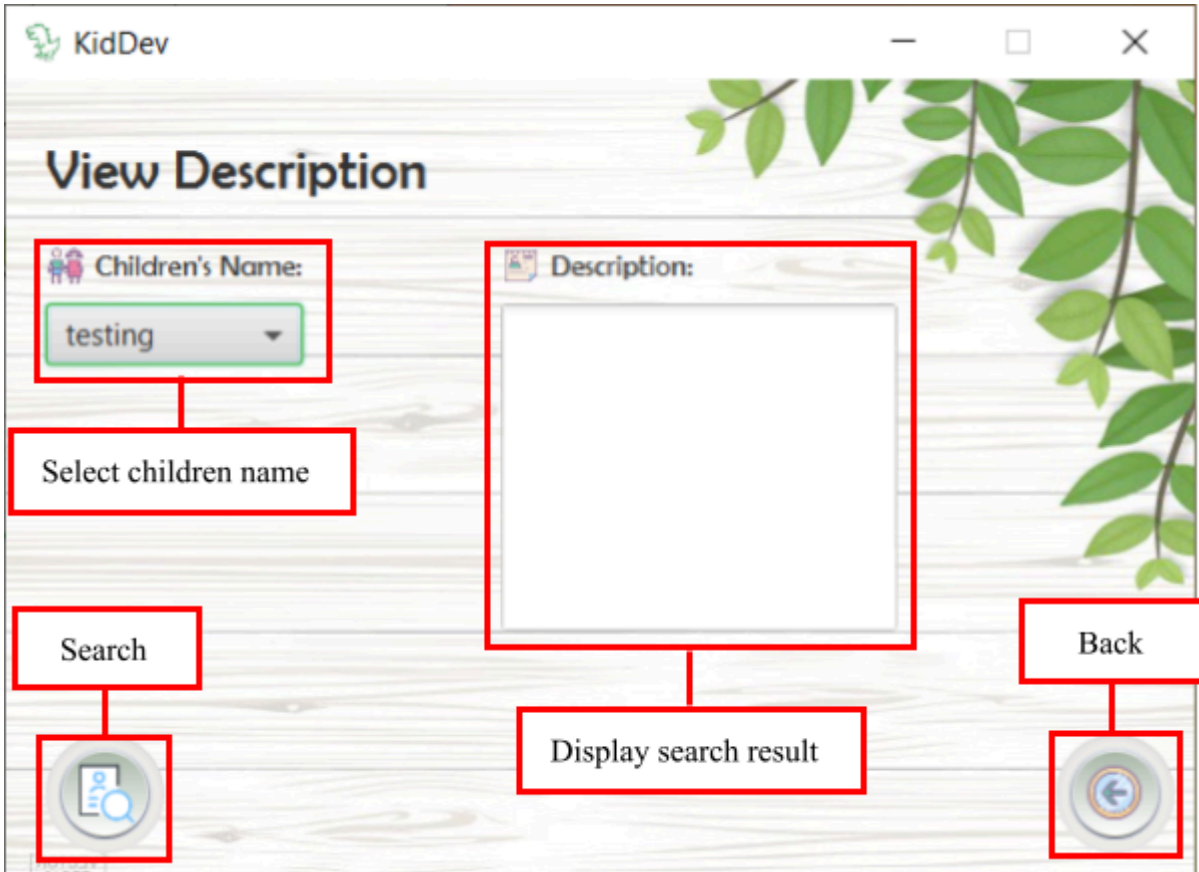 KidDev
View Description
Children's Name:
Description:
testing
Select children name
Search
Back
Display search result